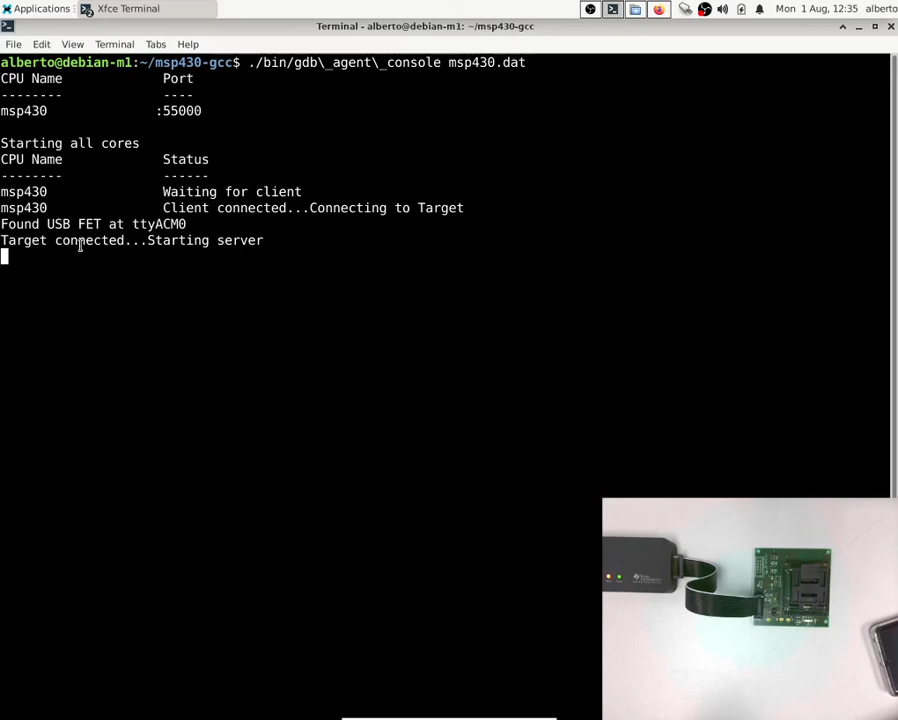 Applications
Xfce Terminal
Mon 1 Aug, 12:35
alberto
Terminal - alberto@debian-m1: ~/msp430-gcc
File Edit View Terminal Tabs Help
alberto@debian-m1:~/msp430-gcc$ ./bin/gdb\_agent\_console msp430.dat
CPU Name Port
-------- ----
msp430 :55000
Starting all cores
CPU Name Status
-------- ------
msp430 Waiting for client
msp430 Client connected...Connecting to Target
Found USB FET at ttyACM0
Target connected...Starting server